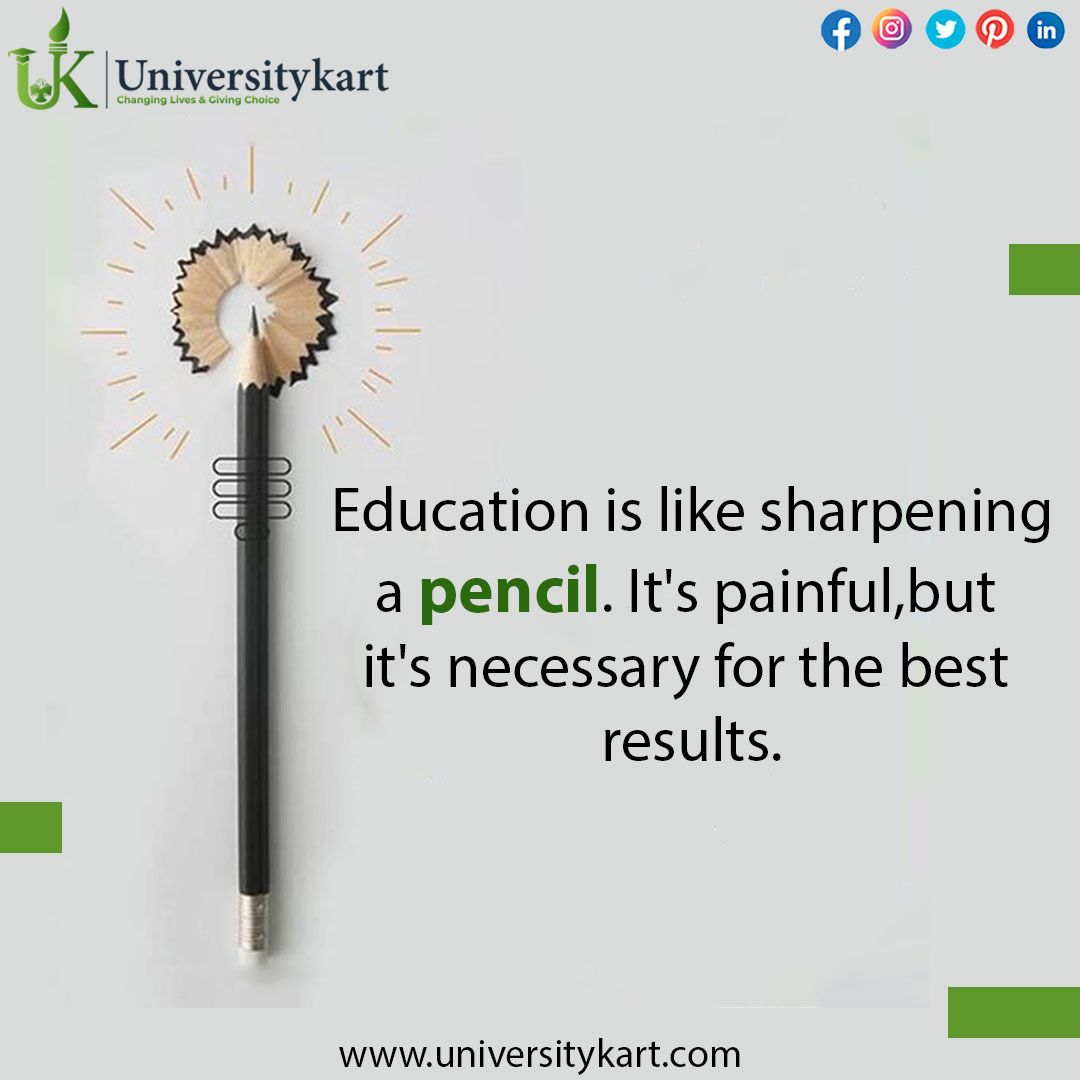 UK
Universitykart
Changing Lives & Giving Choice
Education is like sharpening
a pencil. It's painful,but
it's necessary for the best
results.
www.universitykart.com